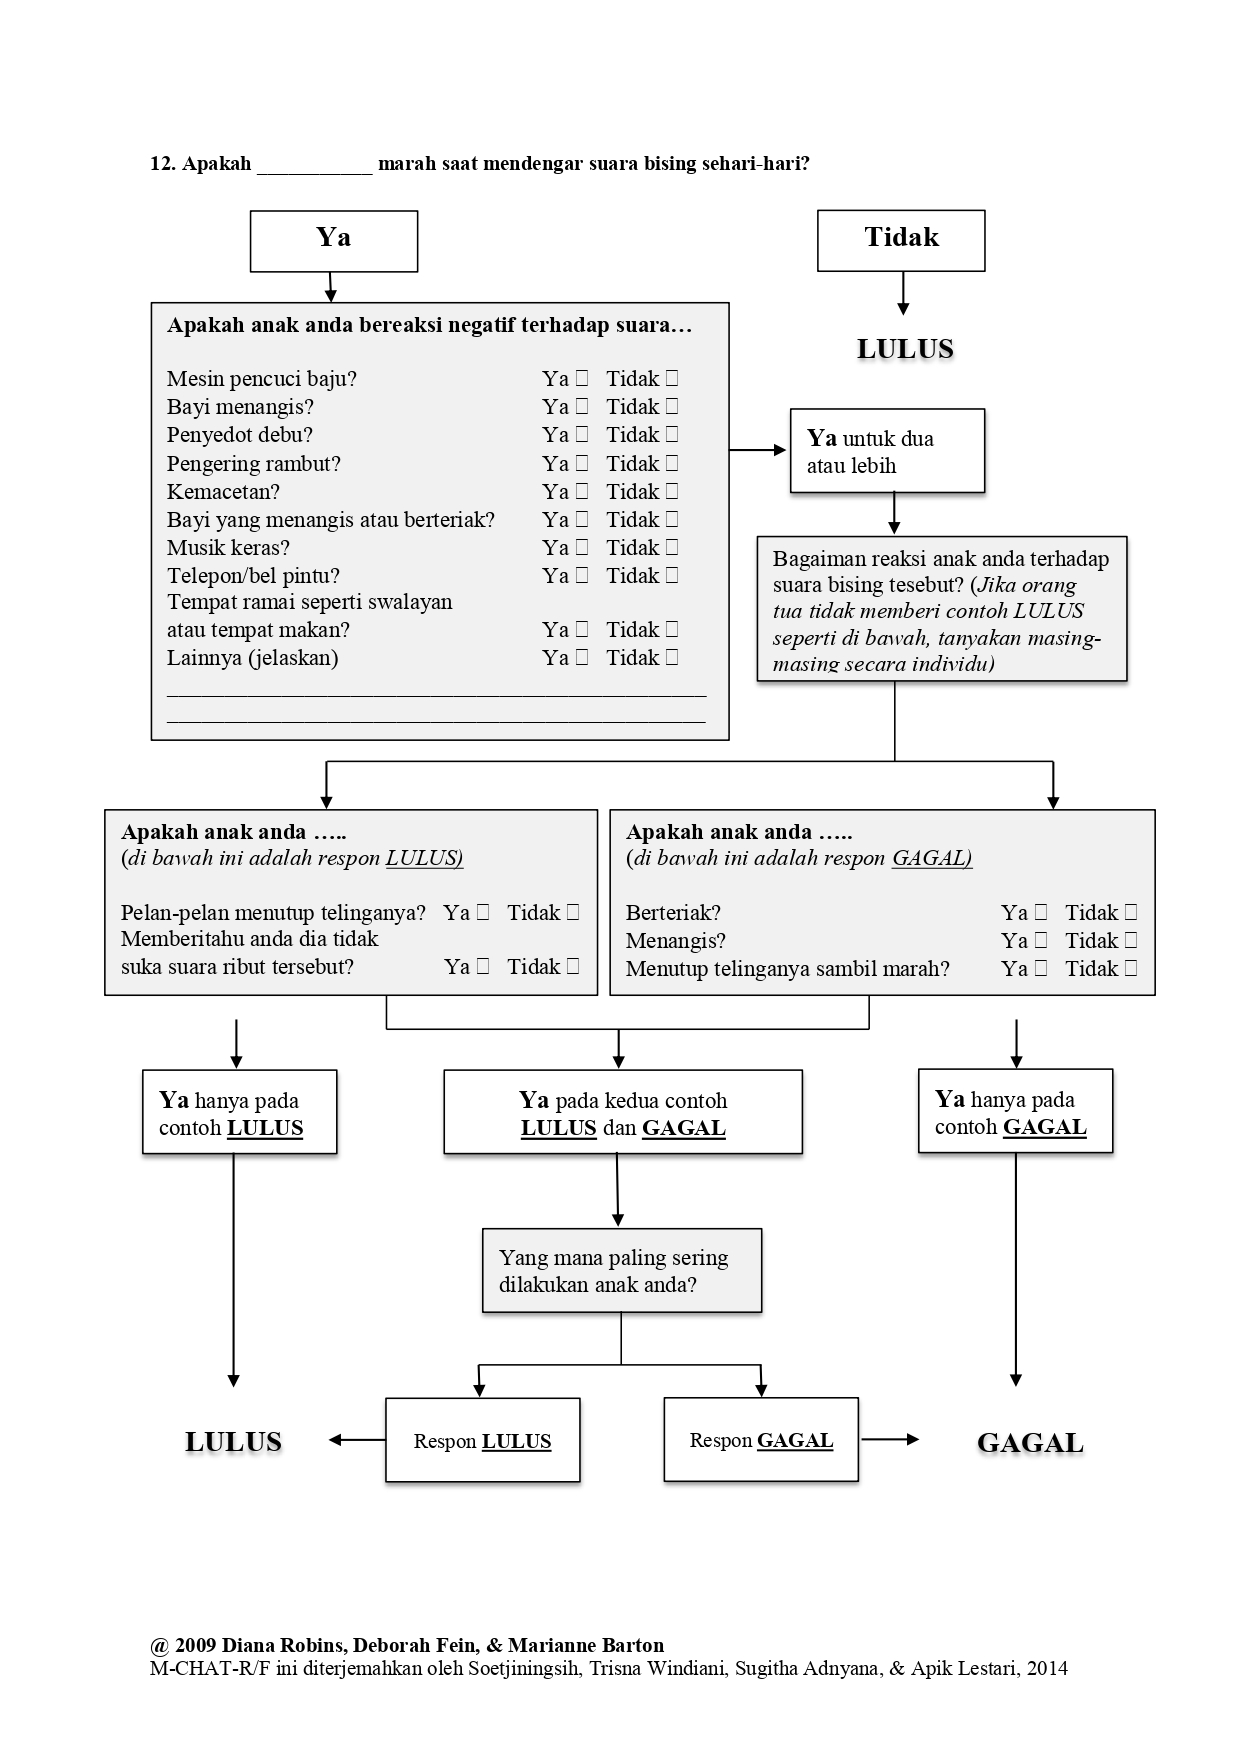 12. Apakah ___________ marah saat mendengar suara bising sehari-hari?
Ya
Tidak
LULUS
Apakah anak anda bereaksi negatif terhadap suara…
Mesin pencuci baju? Ya □ Tidak □
Bayi menangis? Ya □ Tidak □
Penyedot debu? Ya □ Tidak □
Pengering rambut? Ya □ Tidak □
Kemacetan? Ya □ Tidak □
Bayi yang menangis atau berteriak? Ya □ Tidak □
Musik keras? Ya □ Tidak □
Telepon/bel pintu? Ya □ Tidak □
Tempat ramai seperti swalayan
atau tempat makan? Ya □ Tidak □
Lainnya (jelaskan) Ya □ Tidak □
Ya untuk dua
atau lebih
Bagaiman reaksi anak anda terhadap
suara bising tesebut? (Jika orang
tua tidak memberi contoh LULUS
seperti di bawah, tanyakan masing-
masing secara individu)
Apakah anak anda …..
(di bawah ini adalah respon LULUS)
Pelan-pelan menutup telinganya? Ya □ Tidak □
Memberitahu anda dia tidak
suka suara ribut tersebut? Ya □ Tidak □
Apakah anak anda …..
(di bawah ini adalah respon GAGAL)
Berteriak? Ya □ Tidak □
Menangis? Ya □ Tidak □
Menutup telinganya sambil marah? Ya □ Tidak □
Ya hanya pada
contoh LULUS
Ya pada kedua contoh
LULUS dan GAGAL
Ya hanya pada
contoh GAGAL
Yang mana paling sering
dilakukan anak anda?
LULUS
Respon LULUS
Respon GAGAL
GAGAL
@ 2009 Diana Robins, Deborah Fein, & Marianne Barton
M-CHAT-R/F ini diterjemahkan oleh Soetjiningsih, Trisna Windiani, Sugitha Adnyana, & Apik Lestari, 2014